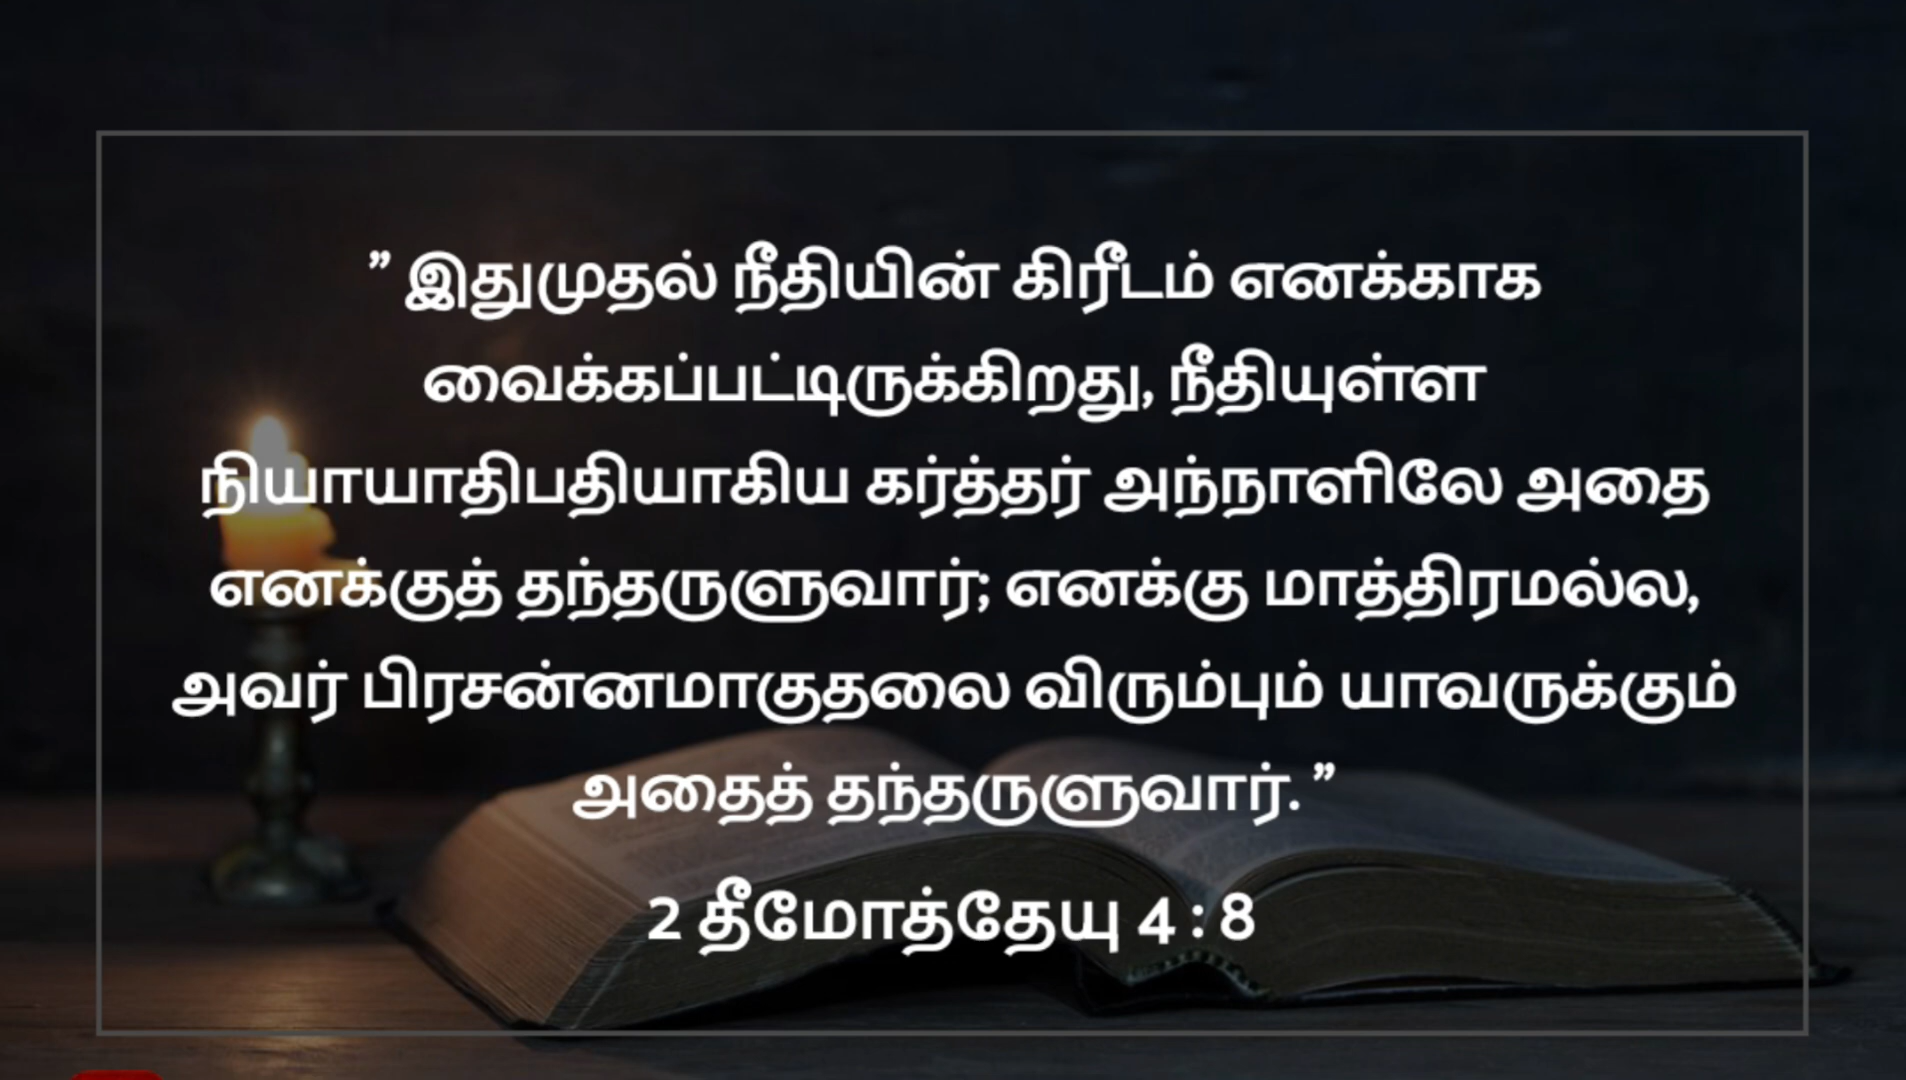 ” இதுமுதல் நீதியின் கிரீடம் எனக்காக
வைக்கப்பட்டிருக்கிறது, நீதியுள்ள
நியாயாதிபதியாகிய கர்த்தர் அந்நாளிலே அதை
எனக்குத் தந்தருளுவார்; எனக்கு மாத்திரமல்ல,
அவர் பிரசன்னமாகுதலை விரும்பும் யாவருக்கும்
அதைத் தந்தருளுவார். ”
2 தீமோத்தேயு 4 : 8